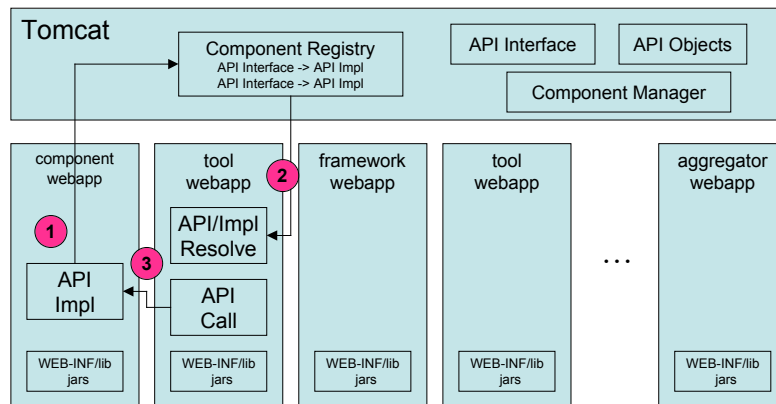 Tomcat
Component Registry
API Interface -> API Impl
API Interface -> API Impl
API Interface
API Objects
Component Manager
component
webapp
tool
webapp
framework
webapp
tool
webapp
aggregator
webapp
2
1
API/Impl
Resolve
3
API
Impl
API
Call
...
WEB-INF/lib
jars
WEB-INF/lib
jars
WEB-INF/lib
jars
WEB-INF/lib
jars
WEB-INF/lib
jars